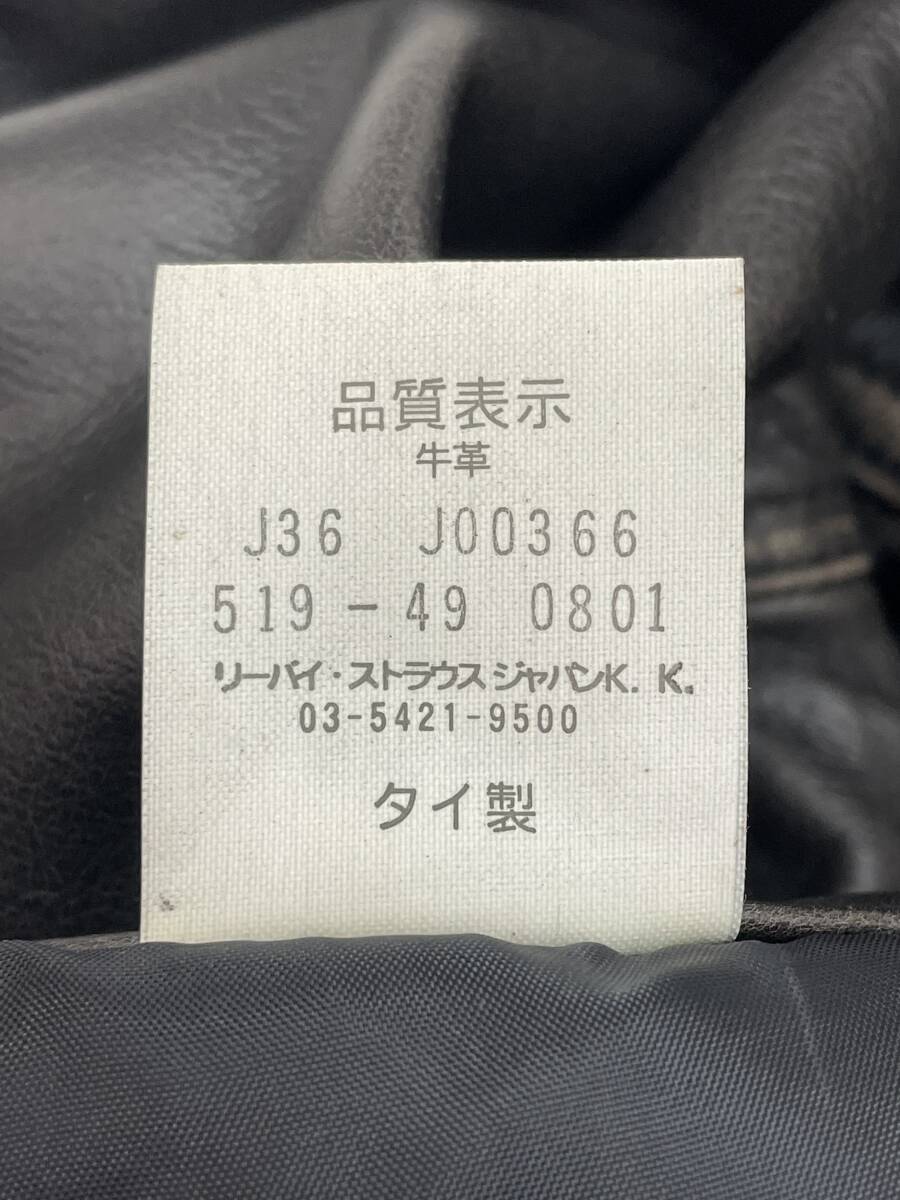 品質表示
牛革
J36 J00366
519-49 0801
リーバイ・ストラウス ジャパンK. K.
03-5421-9500
タイ製